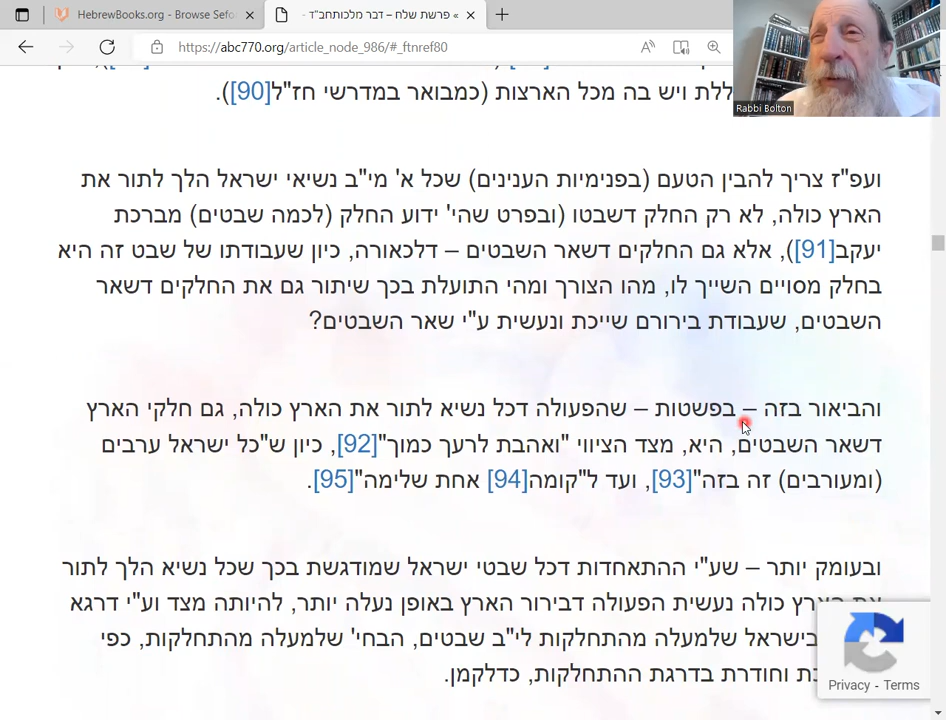 HebrewBooks.org - Browse Sefo
« פרשת שלח – דבר מלכותחב"ד -
https://abc770.org/article_node_986/#_ftnref80
Rabbi Bolton
ללת ויש בה מכל הארצות (כמבואר במדרשי חז"ל[90]).
ועפ"ז צריך להבין הטעם (בפנימיות הענינים) שכל א' מי"ב נשיאי ישראל הלך לתור את
הארץ כולה, לא רק החלק דשבטו (ובפרט שהי' ידוע החלק (לכמה שבטים) מברכת
יעקב[91]), אלא גם החלקים דשאר השבטים – דלכאורה, כיון שעבודתו של שבט זה היא
בחלק מסויים השייך לו, מהו הצורך ומהי התועלת בכך שיתור גם את החלקים דשאר
השבטים, שעבודת בירורם שייכת ונעשית ע"י שאר השבטים?
והביאור בזה – בפשטות – שהפעולה דכל נשיא לתור את הארץ כולה, גם חלקי הארץ
דשאר השבטים, היא, מצד הציווי "ואהבת לרעך כמוך"[92], כיון ש"כל ישראל ערבים
(ומעורבים) זה בזה"[93], ועד ל"קומה[94] אחת שלימה"[95].
ובעומק יותר – שע"י ההתאחדות דכל שבטי ישראל שמודגשת בכך שכל נשיא הלך לתור
הארץ כולה נעשית הפעולה דבירור הארץ באופן נעלה יותר, להיותה מצד וע"י דרגא
בישראל שלמעלה מהתחלקות לי"ב שבטים, הבחי' שלמעלה מהתחלקות, כפי
וחודרת בדרגת ההתחלקות, כדלקמן.
Privacy - Terms